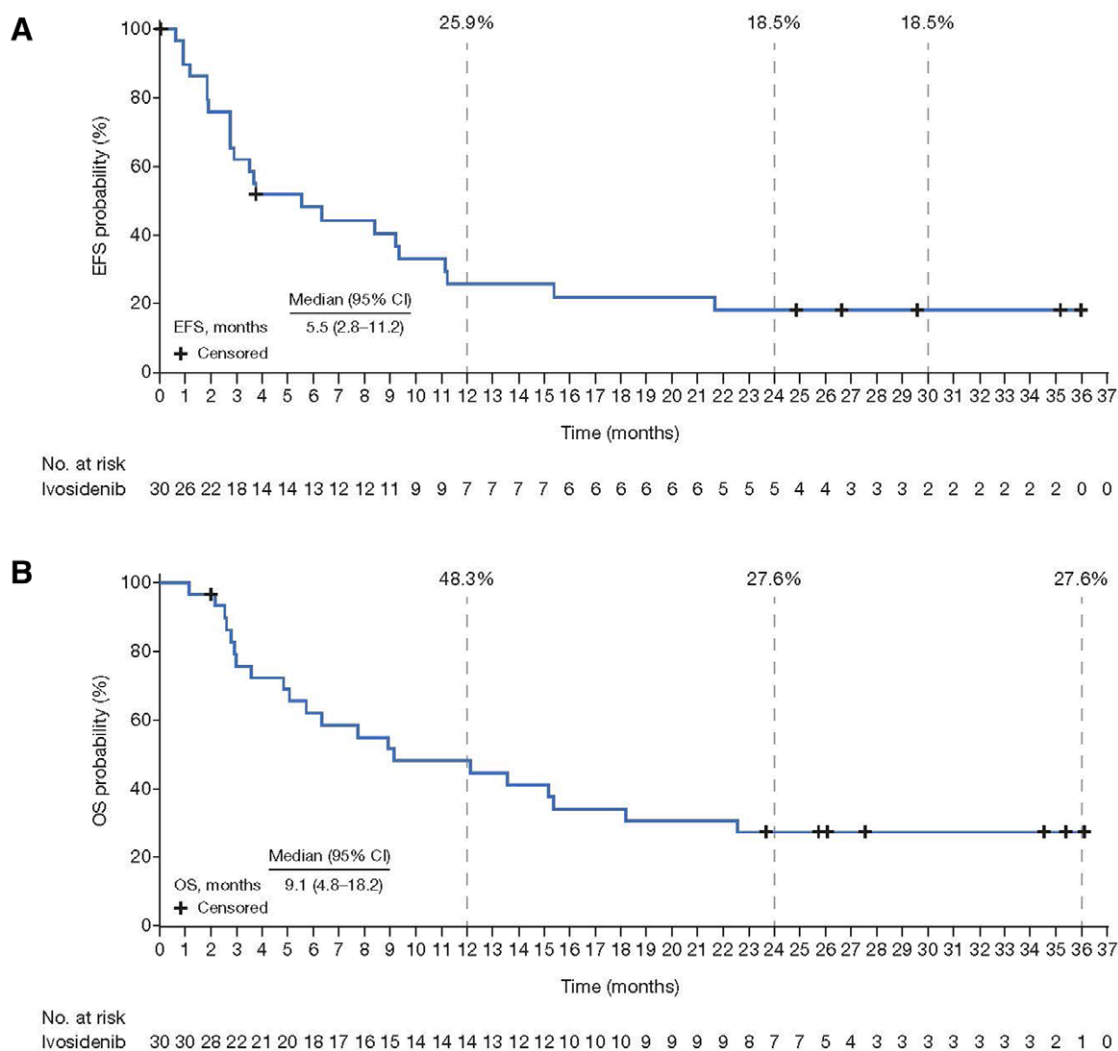 A
25.9%
18.5%
18.5%
100
80
60
40
20
0
EFS probability (%)
Median (95% CI)
EFS, months
5.5 (2.8–11.2)
Censored
0 1 2 3 4 5 6 7 8 9 10 11 12 13 14 15 16 17 18 19 20 21 22 23 24 25 26 27 28 29 30 31 32 33 34 35 36 37
Time (months)
No. at risk
Ivosidenib 30 26 22 18 14 14 13 12 12 11 9 9 7 7 7 7 6 6 6 6 6 6 5 5 5 4 4 3 3 3 2 2 2 2 2 2 0 0
B
48.3%
27.6%
27.6%
100
80
60
40
20
0
OS probability (%)
Median (95% CI)
OS, months
9.1 (4.8–18.2)
Censored
0 1 2 3 4 5 6 7 8 9 10 11 12 13 14 15 16 17 18 19 20 21 22 23 24 25 26 27 28 29 30 31 32 33 34 35 36 37
Time (months)
No. at risk
Ivosidenib 30 30 28 22 21 20 18 17 16 15 14 14 14 13 12 12 10 10 10 9 9 9 9 8 7 7 5 4 3 3 3 3 3 3 3 2 1 0